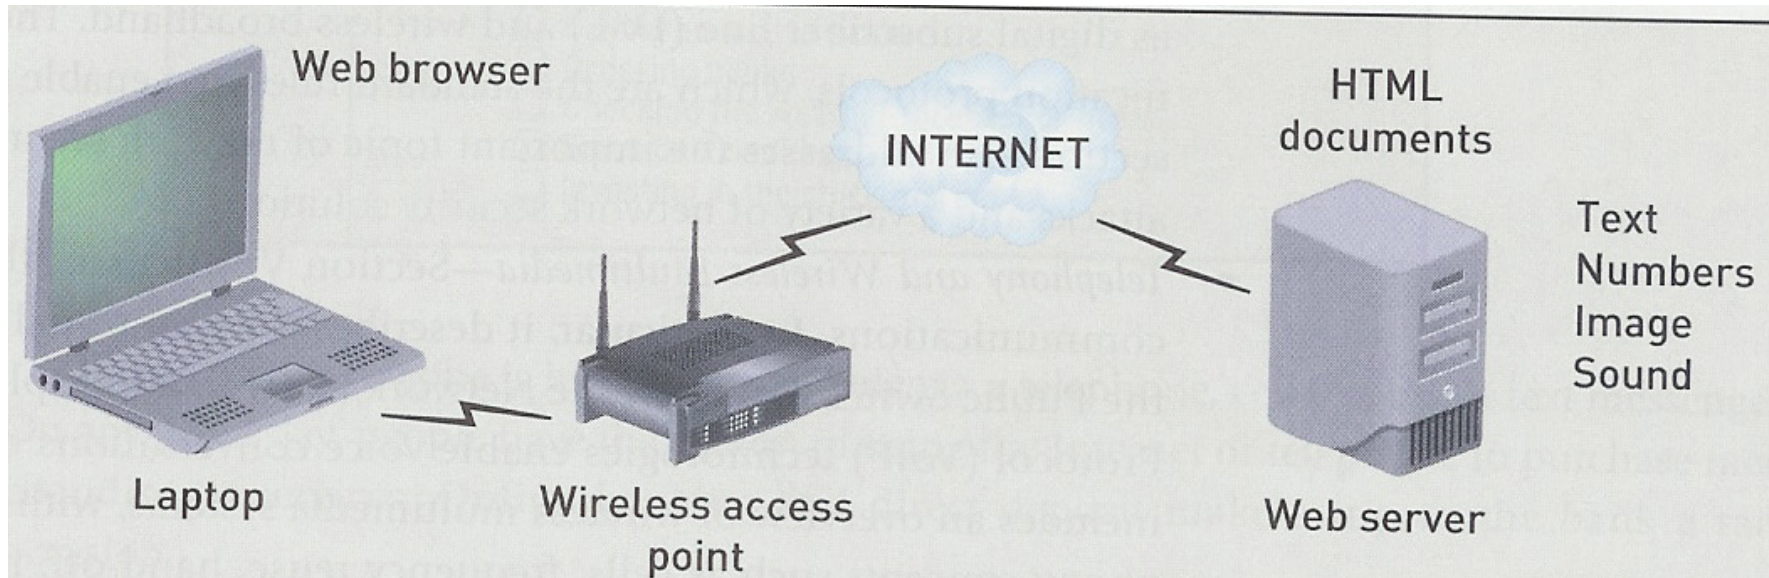 Web browser
INTERNET
HTML
documents
Text
Numbers
Image
Sound
Laptop
Wireless access
point
Web server